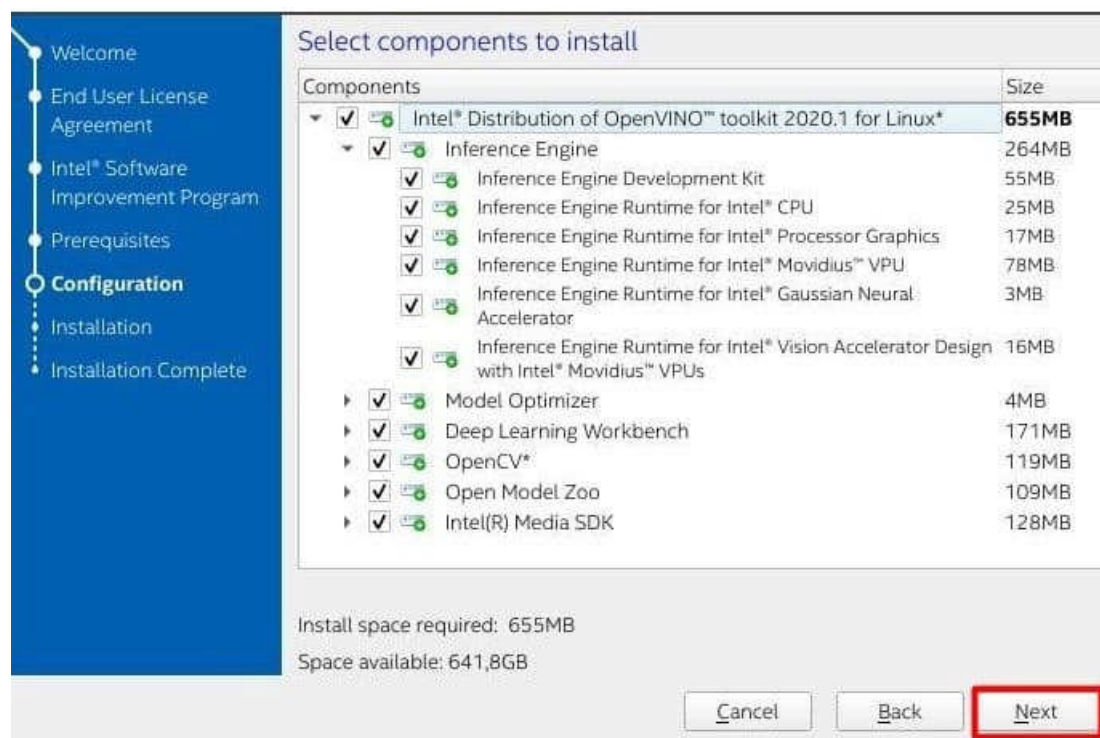 Welcome
End User License
Agreement
Intel® Software
Improvement Program
Prerequisites
Configuration
Installation
Installation Complete
Select components to install
Components Size
Intel® Distribution of OpenVINO™ toolkit 2020.1 for Linux* 655MB
Inference Engine 264MB
Inference Engine Development Kit 55MB
Inference Engine Runtime for Intel® CPU 25MB
Inference Engine Runtime for Intel® Processor Graphics 17MB
Inference Engine Runtime for Intel® Movidius™ VPU 78MB
Inference Engine Runtime for Intel® Gaussian Neural 3MB
Accelerator
Inference Engine Runtime for Intel® Vision Accelerator Design 16MB
with Intel® Movidius™ VPUs
Model Optimizer 4MB
Deep Learning Workbench 171MB
OpenCV* 119MB
Open Model Zoo 109MB
Intel(R) Media SDK 128MB
Install space required: 655MB
Space available: 641,8GB
Cancel Back Next